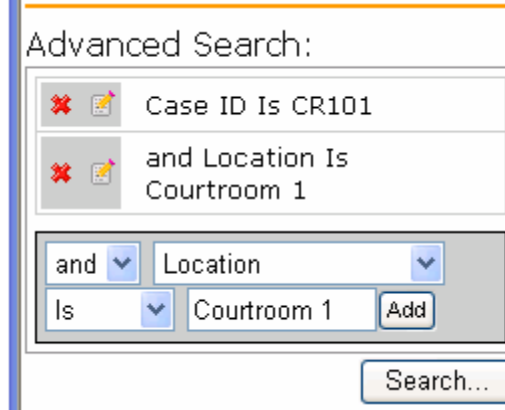 Advanced Search:
Case ID Is CR101
and Location Is
Courtroom 1
and Location
Is Courtroom 1 Add
Search...